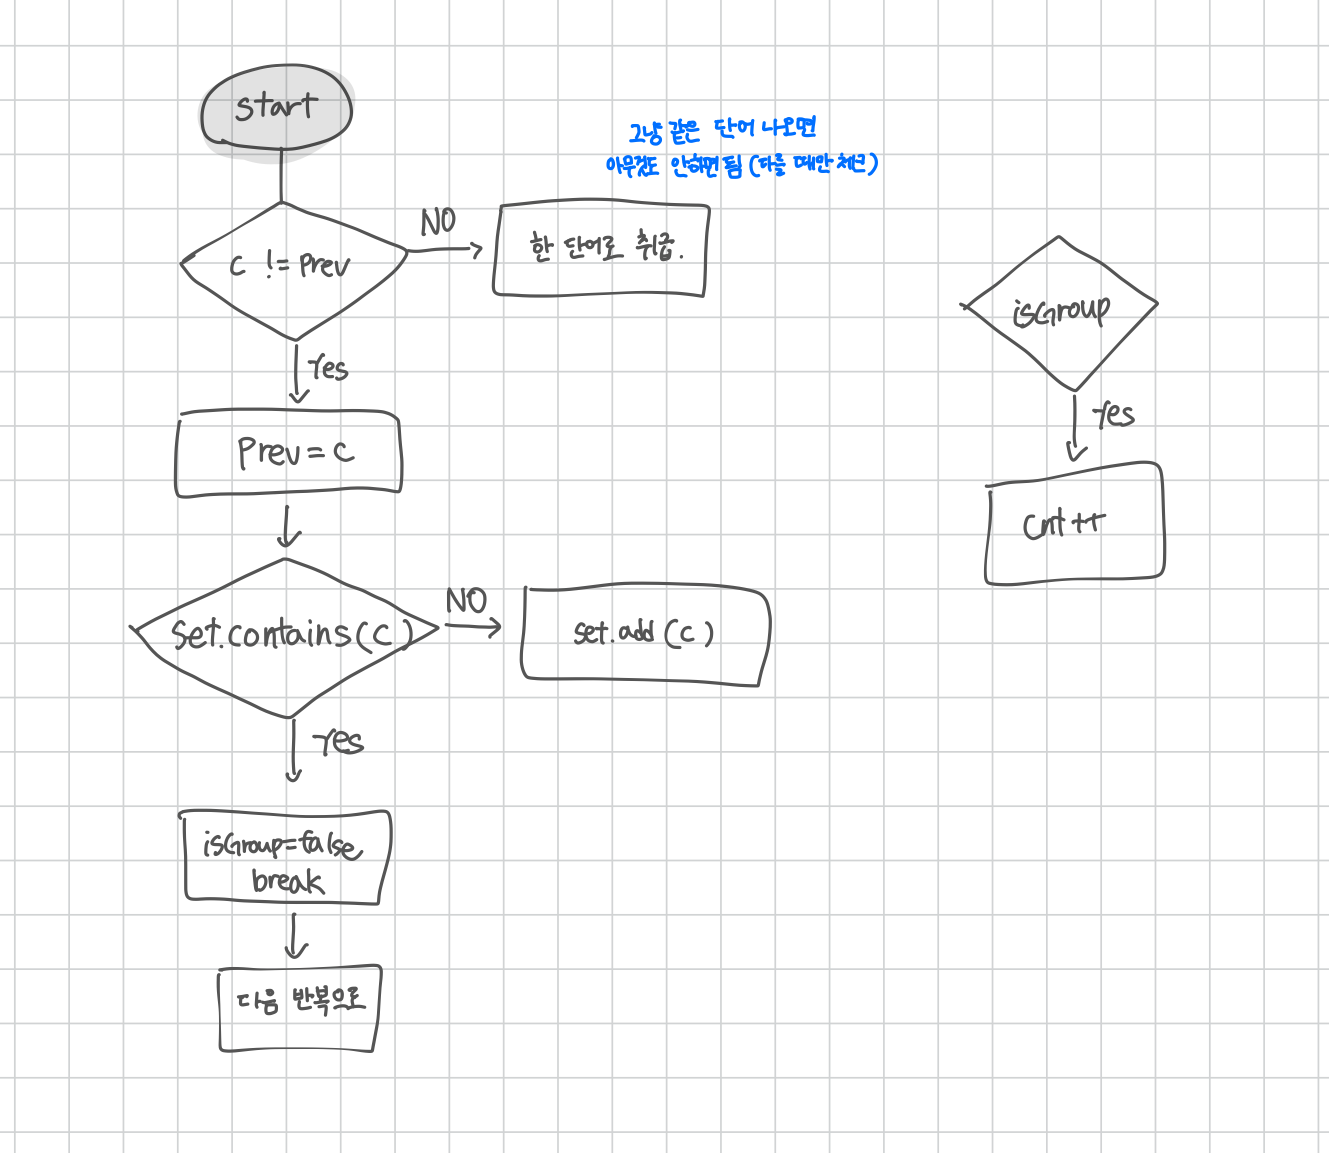 start
그냥 같은 단어 나오면
아무것도 안하면 됨 (다를 때만 체크)
c != prev
NO
한 단어로 취급.
isGroup
Yes
Yes
Prev = c
cnt ++
set.contains(c)
NO
set.add (c)
Yes
isGroup=false
break
다음 반복으로